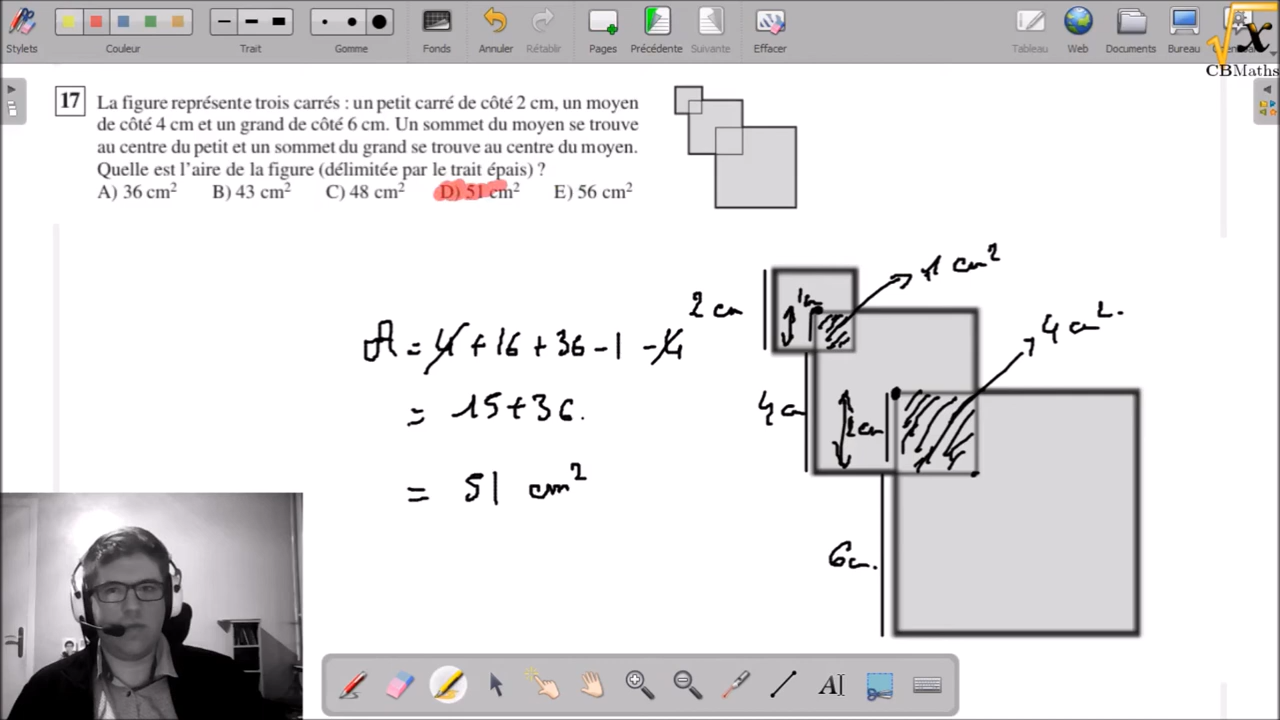 Stylets Couleur Trait Gomme Fonds Annuler Rétablir Pages Précédente Suivante Effacer Tableau Web Documents Bureau
CBMaths
17 La figure représente trois carrés : un petit carré de côté 2 cm, un moyen
de côté 4 cm et un grand de côté 6 cm. Un sommet du moyen se trouve
au centre du petit et un sommet du grand se trouve au centre du moyen.
Quelle est l'aire de la figure (délimitée par le trait épais) ?
A) 36 cm² B) 43 cm² C) 48 cm² D) 51 cm² E) 56 cm²
1 cm²
2 cm
4 cm².
A = 4 + 16 + 36 - 1 - 4
= 15 + 36.
4 cm
2 cm
= 51 cm²
6 cm.
AI